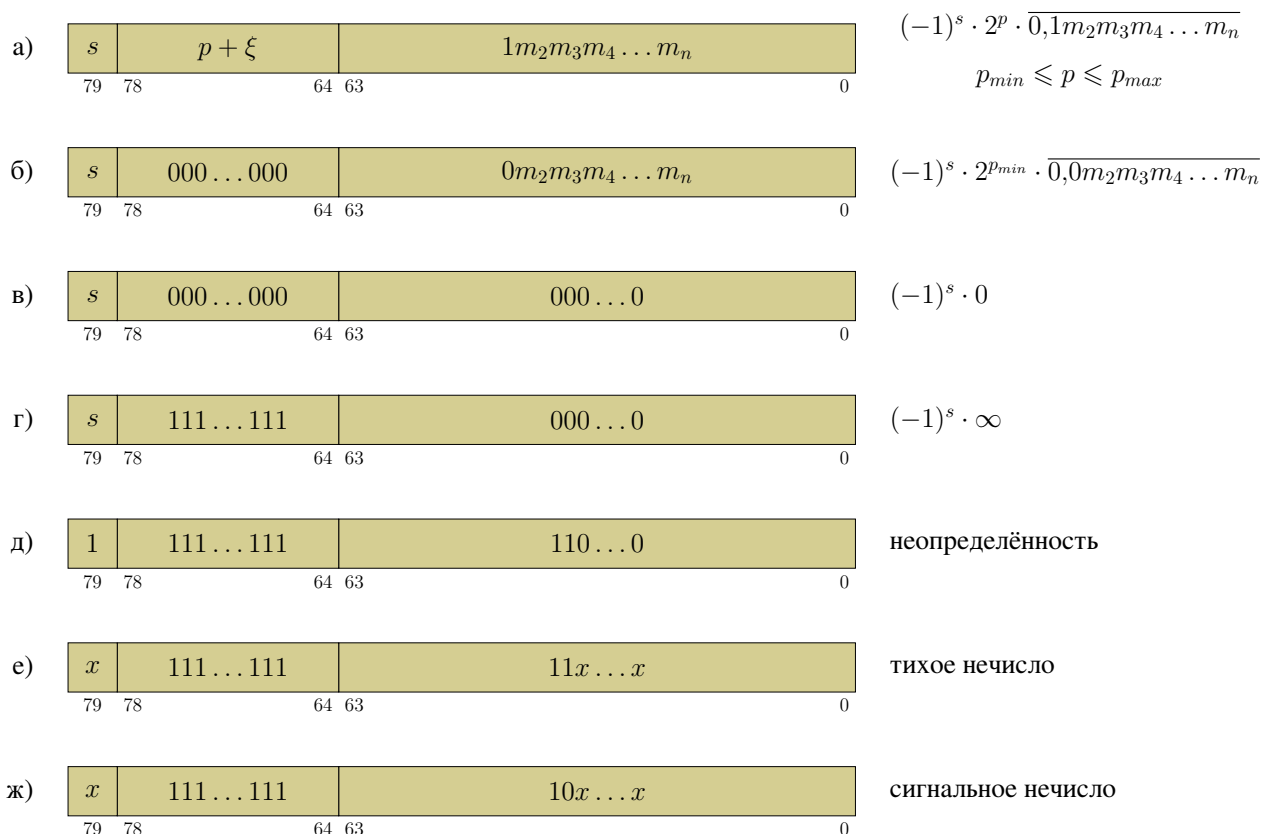 а) s p + ξ 1m₂m₃m₄ … mₙ (−1)ˢ · 2ᵖ · 0,1m₂m₃m₄ … mₙ
79 78 64 63 0 pₘᵢₙ ⩽ p ⩽ pₘₐₓ
б) s 000 … 000 0m₂m₃m₄ … mₙ (−1)ˢ · 2^{pₘᵢₙ} · 0,0m₂m₃m₄ … mₙ
79 78 64 63 0
в) s 000 … 000 000 … 0 (−1)ˢ · 0
79 78 64 63 0
г) s 111 … 111 000 … 0 (−1)ˢ · ∞
79 78 64 63 0
д) 1 111 … 111 110 … 0 неопределённость
79 78 64 63 0
е) x 111 … 111 11x … x тихое нечисло
79 78 64 63 0
ж) x 111 … 111 10x … x сигнальное нечисло
79 78 64 63 0